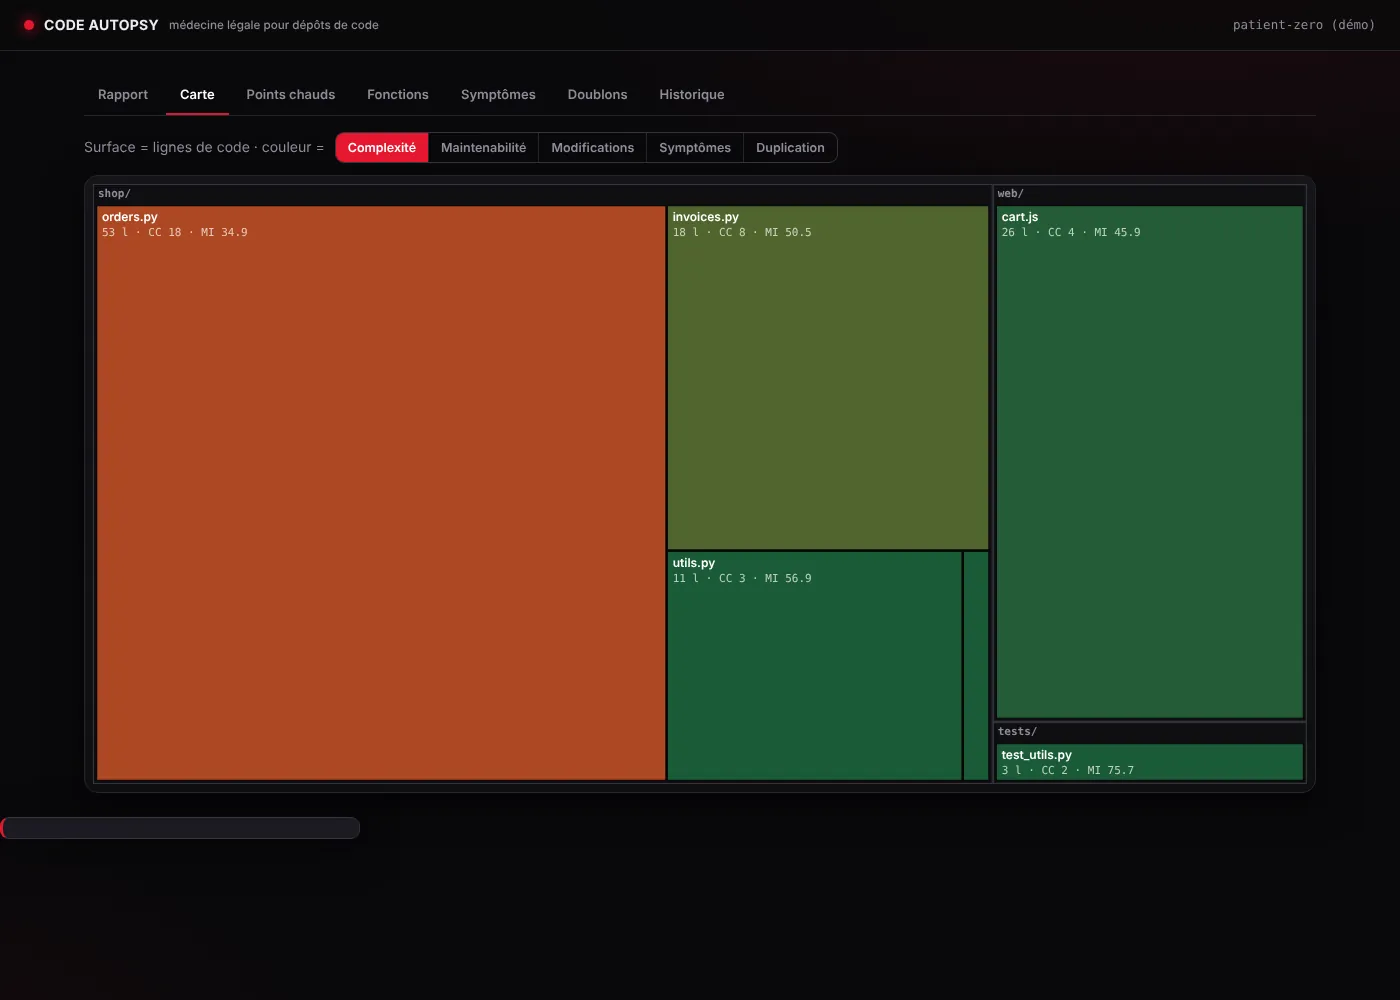 CODE AUTOPSY médecine légale pour dépôts de code
patient-zero (démo)
Rapport Carte Points chauds Fonctions Symptômes Doublons Historique
Surface = lignes de code · couleur = Complexité Maintenabilité Modifications Symptômes Duplication
shop/
orders.py
53 l · CC 18 · MI 34.9
invoices.py
18 l · CC 8 · MI 50.5
utils.py
11 l · CC 3 · MI 56.9
web/
cart.js
26 l · CC 4 · MI 45.9
tests/
test_utils.py
3 l · CC 2 · MI 75.7